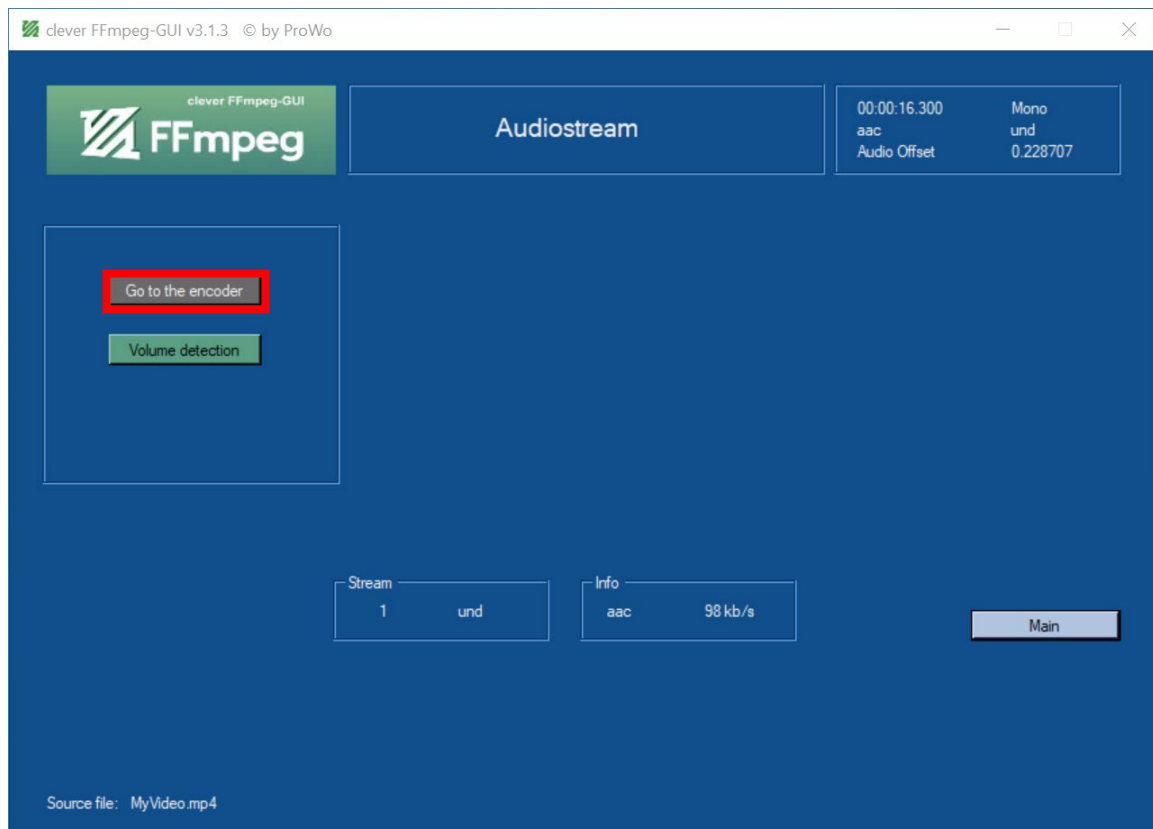 clever FFmpeg-GUI v3.1.3 © by ProWo
clever FFmpeg-GUI
FFmpeg
Audiostream
00:00:16.300 Mono
aac und
Audio Offset 0.228707
Go to the encoder
Volume detection
Stream
1 und
Info
aac 98 kb/s
Main
Source file: MyVideo.mp4